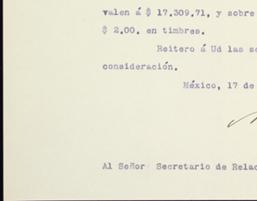 valen á $ 17.309.71, y sobre
$ 2.00. en timbres.
Reitero á Ud las se
consideración.
México, 17 de
Al Señor Secretario de Relac